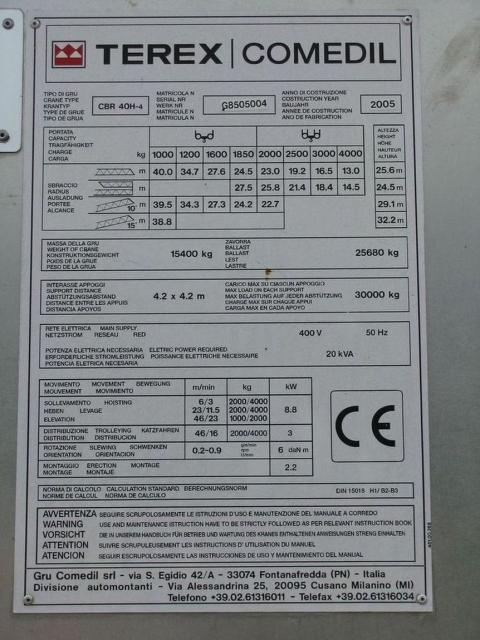 TEREX | COMEDIL
TIPO DI GRU
CRANE TYPE
KRANTYP
TYPE DE GRUE
TIPO DE GRUA
CBR 40H-4
MATRICOLA N
SERIAL NR
WERK NR
MATRICULE N
MATRICULA N
G8505004
ANNO DI COSTRUZIONE
COSTRUCTION YEAR
BAUJAHR
ANNEE DE COSTRUCTION
ANO DE FABRICATION
2005
PORTATA
CAPACITY
TRAGFÄHIGKEIT
CHARGE
CARGA
kg 1000 1200 1600 1850 2000 2500 3000 4000
ALTEZZA
HEIGHT
HÖHE
HAUTEUR
ALTURA
SBRACCIO
RADIUS
AUSLADUNG
PORTEE
ALCANCE
m 40.0 34.7 27.6 24.5 23.0 19.2 16.5 13.0 25.6 m
m 27.5 25.8 21.4 18.4 14.5 24.5 m
10° m 39.5 34.3 27.3 24.2 22.7 29.1 m
15° m 38.8 32.2 m
MASSA DELLA GRU
WEIGHT OF CRANE
KONSTRUKTIONSGEWICHT
POIDS DE LA GRUE
PESO DE LA GRUA
15400 kg
ZAVORRA
BALLAST
BALLAST
LEST
LASTRE
25680 kg
INTERASSE APPOGGI
SUPPORT DISTANCE
ABSTÜTZUNGSABSTAND
DISTANCE ENTRE LES APPUIS
DISTANCIA APOYOS
4.2 x 4.2 m
CARICO MAX SU CIASCUN APPOGGIO
MAX LOAD ON EACH SUPPORT
MAX BELASTUNG AUF JEDER ABSTÜTZUNG
CHARGE MAX SUR CHAQUE APPUI
CARGA MAX EN CADA APOYO
30000 kg
RETE ELETTRICA MAIN SUPPLY
NETZSTROM RESEAU RED
400 V 50 Hz
POTENZA ELETTRICA NECESSARIA ELETRIC POWER REQUIRED
ERFORDERLICHE STROMLEISTUNG POISSANCE ELETTRICHE NECESSAIRE
POTENCIA ELETRICA NECESARIA
20 kVA
MOVIMENTO MOVEMENT BEWEGUNG
MOUVEMENT MOVIMIENTO
m/min kg kW
SOLLEVAMENTO HOISTING
HEBEN LEVAGE
ELEVATION
6/3 2000/4000
23/11.5 2000/4000
46/23 1000/2000
8.8
DISTRIBUZIONE TROLLEYING KATZFAHREN
DISTRIBUTION DISTRIBUCION
46/16 2000/4000 3
ROTAZIONE SLEWING SCHWENKEN
ORIENTATION ORIENTACION
0.2-0.9
giri/min
rpm
U/min
6 daN m
MONTAGGIO ERECTION MONTAGE
MONTAGE MONTAJE
2.2
CE
NORMA DI CALCOLO CALCULATION STANDARD BERECHNUNGSNORM
NORME DE CALCUL NORMA DE CALCULO
DIN 15018 H1/ B2-B3
AVVERTENZA SEGUIRE SCRUPOLOSAMENTE LE ISTRUZIONI D'USO E MANUTENZIONE DEL MANUALE A CORREDO
WARNING USE AND MAINTENANCE ISTRUCTION HAVE TO BE STRICTLY FOLLOWED AS PER RELEVANT INSTRUCTION BOOK
VORSICHT DIE IN UNSEREM HANDBUCH FÜR BETRIEB UND WARTUNG DES KRANES ENTHALTENEN ANWEISUNGEN STRENG EINHALTEN
ATTENTION SUIVRE SCRUPULEUSEMENT LES INSTRUCTIONS D'UTILISATION DU MANUEL
ATENCION SEGUIR ESCRUPULOSAMENTE LAS INSTRUCCIONES DE USO Y MANTENIMIENTO DEL MANUAL
Gru Comedil srl - via S. Egidio 42/A - 33074 Fontanafredda (PN) - Italia
Divisione automontanti - Via Alessandrina 25, 20095 Cusano Milanino (MI)
Telefono +39.02.61316011 - Telefax +39.02.61316034